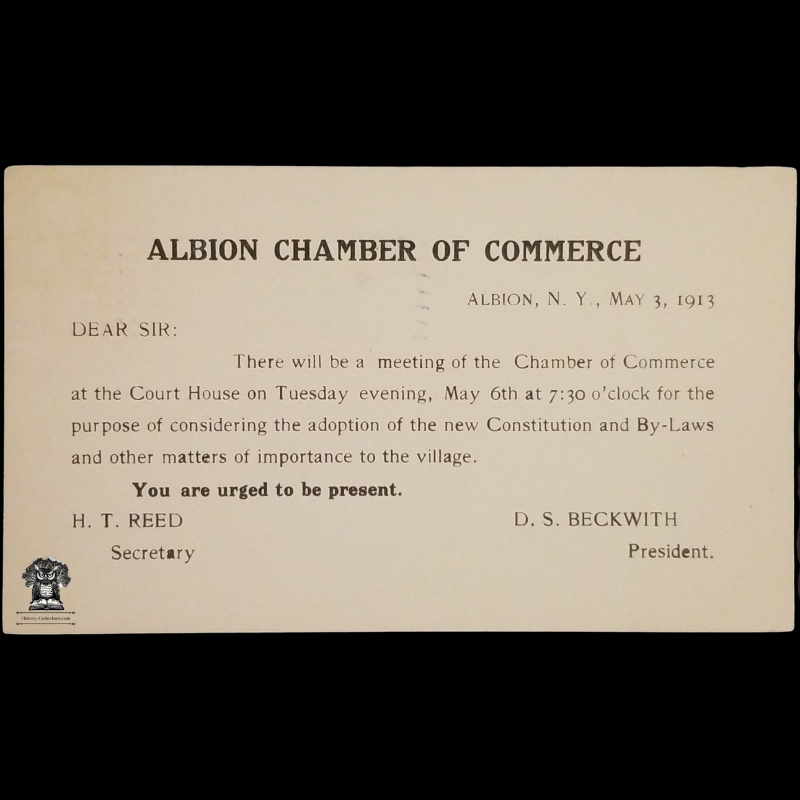 ALBION CHAMBER OF COMMERCE
ALBION, N. Y., MAY 3, 1913
DEAR SIR:
There will be a meeting of the Chamber of Commerce
at the Court House on Tuesday evening, May 6th at 7:30 o'clock for the
purpose of considering the adoption of the new Constitution and By-Laws
and other matters of importance to the village.
You are urged to be present.
H. T. REED D. S. BECKWITH
Secretary President.
History-Collectors.com